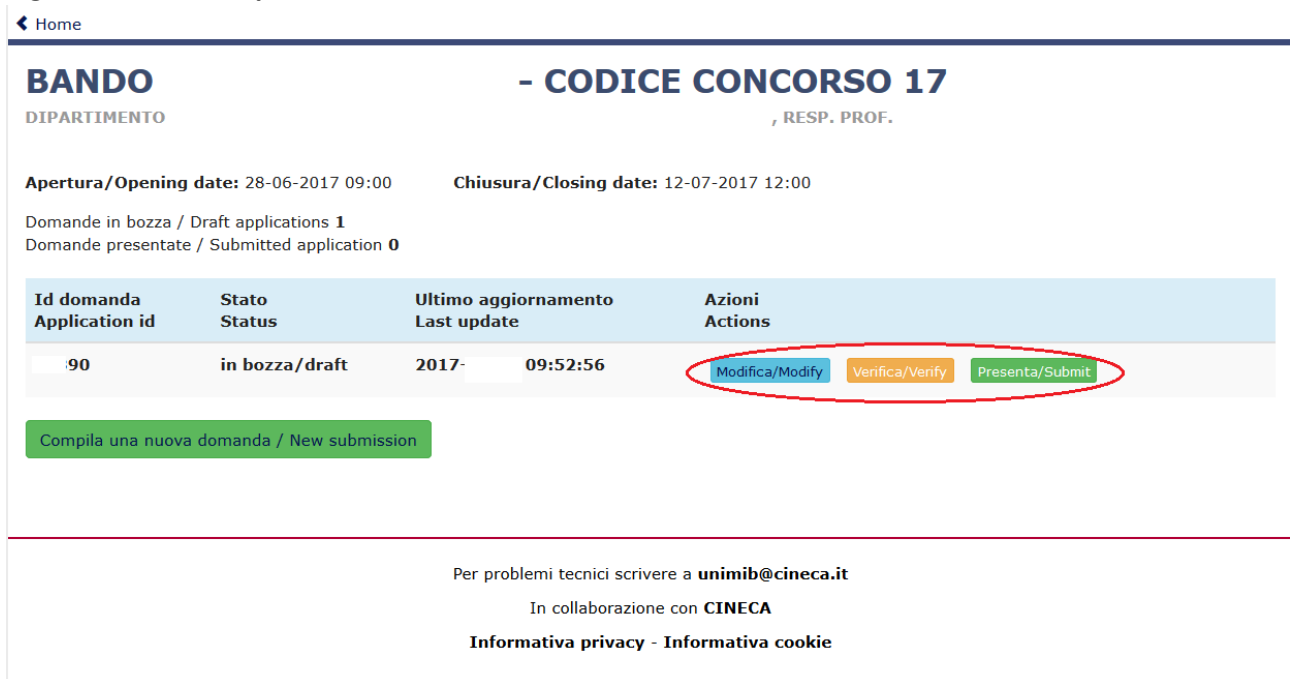 Home
BANDO - CODICE CONCORSO 17
DIPARTIMENTO , RESP. PROF.
Apertura/Opening date: 28-06-2017 09:00 Chiusura/Closing date: 12-07-2017 12:00
Domande in bozza / Draft applications 1
Domande presentate / Submitted application 0
Id domanda Stato Ultimo aggiornamento Azioni
Application id Status Last update Actions
90 in bozza/draft 2017- 09:52:56 Modifica/Modify Verifica/Verify Presenta/Submit
Compila una nuova domanda / New submission
Per problemi tecnici scrivere a unimib@cineca.it
In collaborazione con CINECA
Informativa privacy - Informativa cookie